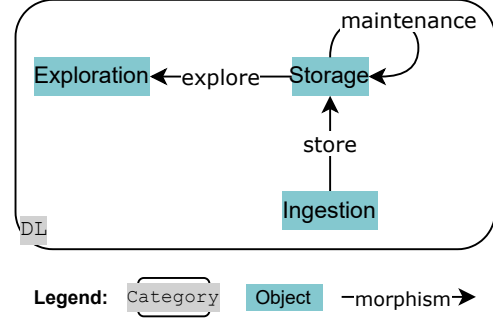 maintenance
Exploration explore Storage
store
Ingestion
DL
Legend: Category Object morphism